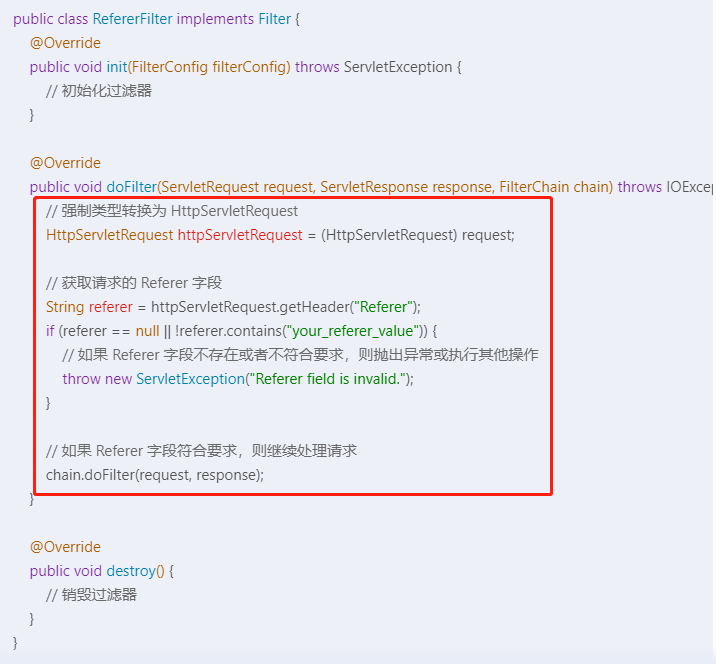 public class RefererFilter implements Filter {
@Override
public void init(FilterConfig filterConfig) throws ServletException {
// 初始化过滤器
}
@Override
public void doFilter(ServletRequest request, ServletResponse response, FilterChain chain) throws IOExcep
// 强制类型转换为 HttpServletRequest
HttpServletRequest httpServletRequest = (HttpServletRequest) request;
// 获取请求的 Referer 字段
String referer = httpServletRequest.getHeader("Referer");
if (referer == null || !referer.contains("your_referer_value")) {
// 如果 Referer 字段不存在或者不符合要求，则抛出异常或执行其他操作
throw new ServletException("Referer field is invalid.");
}
// 如果 Referer 字段符合要求，则继续处理请求
chain.doFilter(request, response);
}
@Override
public void destroy() {
// 销毁过滤器
}
}